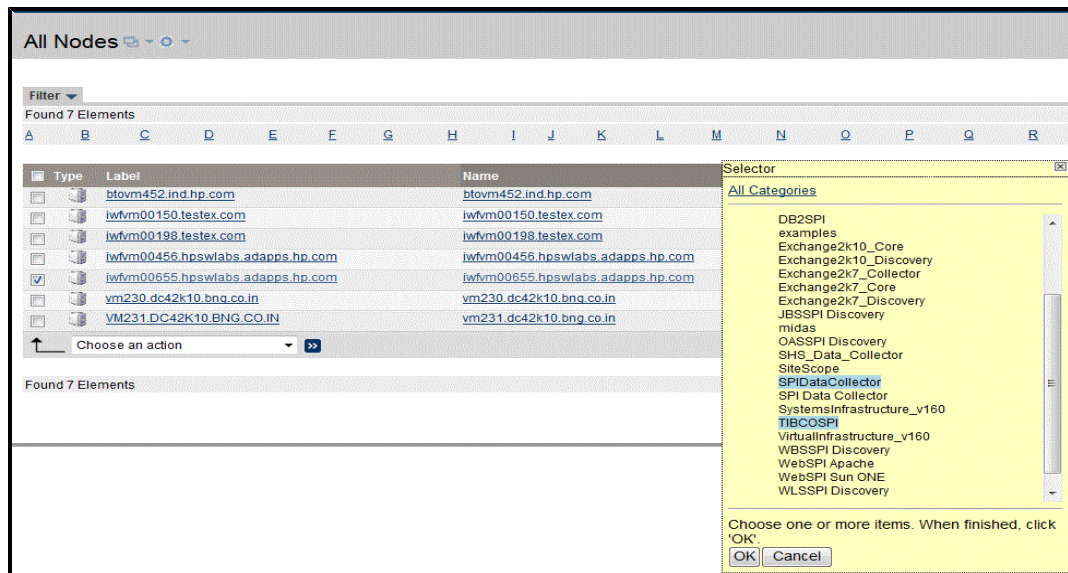 All Nodes
Filter
Found 7 Elements
A B C D E F G H I J K L M N O P Q R
Type Label Name
btovm452.ind.hp.com btovm452.ind.hp.com
iwfvm00150.testex.com iwfvm00150.testex.com
iwfvm00198.testex.com iwfvm00198.testex.com
iwfvm00456.hpswlabs.adapps.hp.com iwfvm00456.hpswlabs.adapps.hp.com
iwfvm00655.hpswlabs.adapps.hp.com iwfvm00655.hpswlabs.adapps.hp.com
vm230.dc42k10.bng.co.in vm230.dc42k10.bng.co.in
VM231.DC42K10.BNG.CO.IN vm231.dc42k10.bng.co.in
Choose an action
Found 7 Elements
Selector
All Categories
DB2SPI
examples
Exchange2k10_Core
Exchange2k10_Discovery
Exchange2k7_Collector
Exchange2k7_Core
Exchange2k7_Discovery
JBSSPI Discovery
midas
OASSPI Discovery
SHS_Data_Collector
SiteScope
SPIDataCollector
SPI Data Collector
SystemsInfrastructure_v160
TIBCOSPI
VirtualInfrastructure_v160
WBSSPI Discovery
WebSPI Apache
WebSPI Sun ONE
WLSSPI Discovery
Choose one or more items. When finished, click
'OK'.
OK Cancel